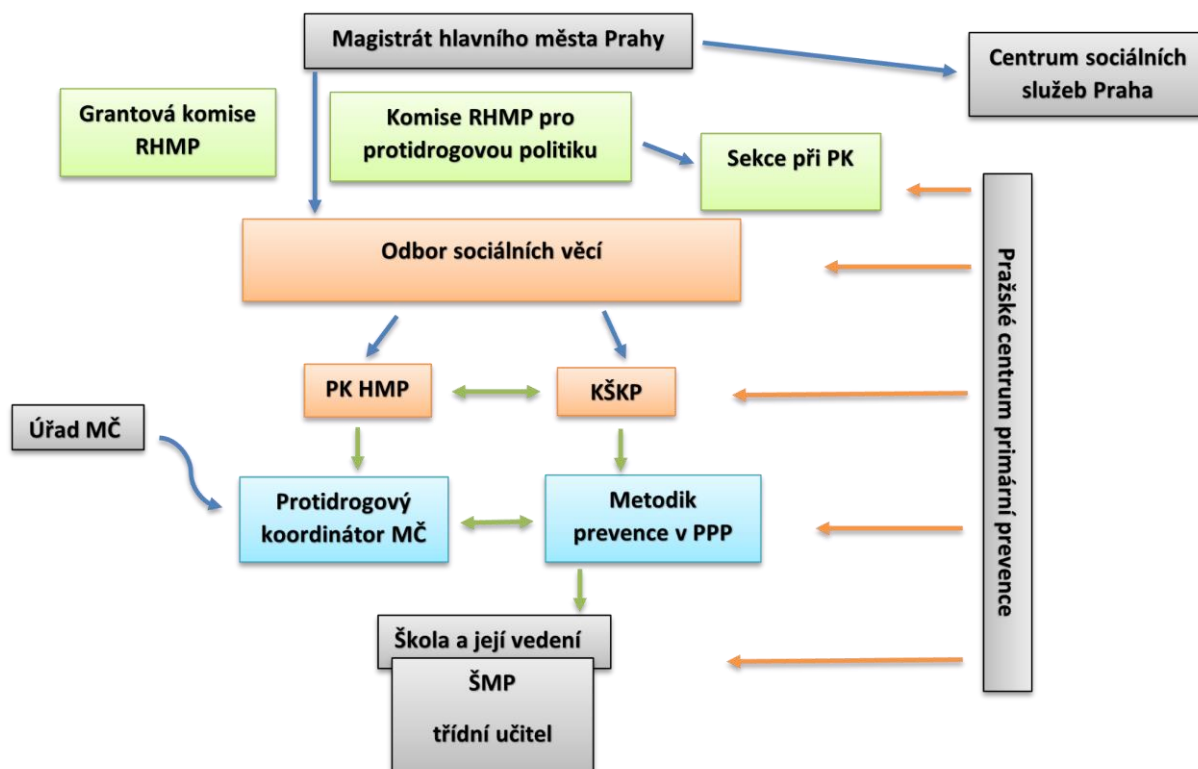 Magistrát hlavního města Prahy
Centrum sociálních
služeb Praha
Grantová komise
RHMP
Komise RHMP pro
protidrogovou politiku
Sekce při PK
Odbor sociálních věcí
Pražské centrum primární prevence
PK HMP
KŠKP
Úřad MČ
Protidrogový
koordinátor MČ
Metodik
prevence v PPP
Škola a její vedení
ŠMP
třídní učitel